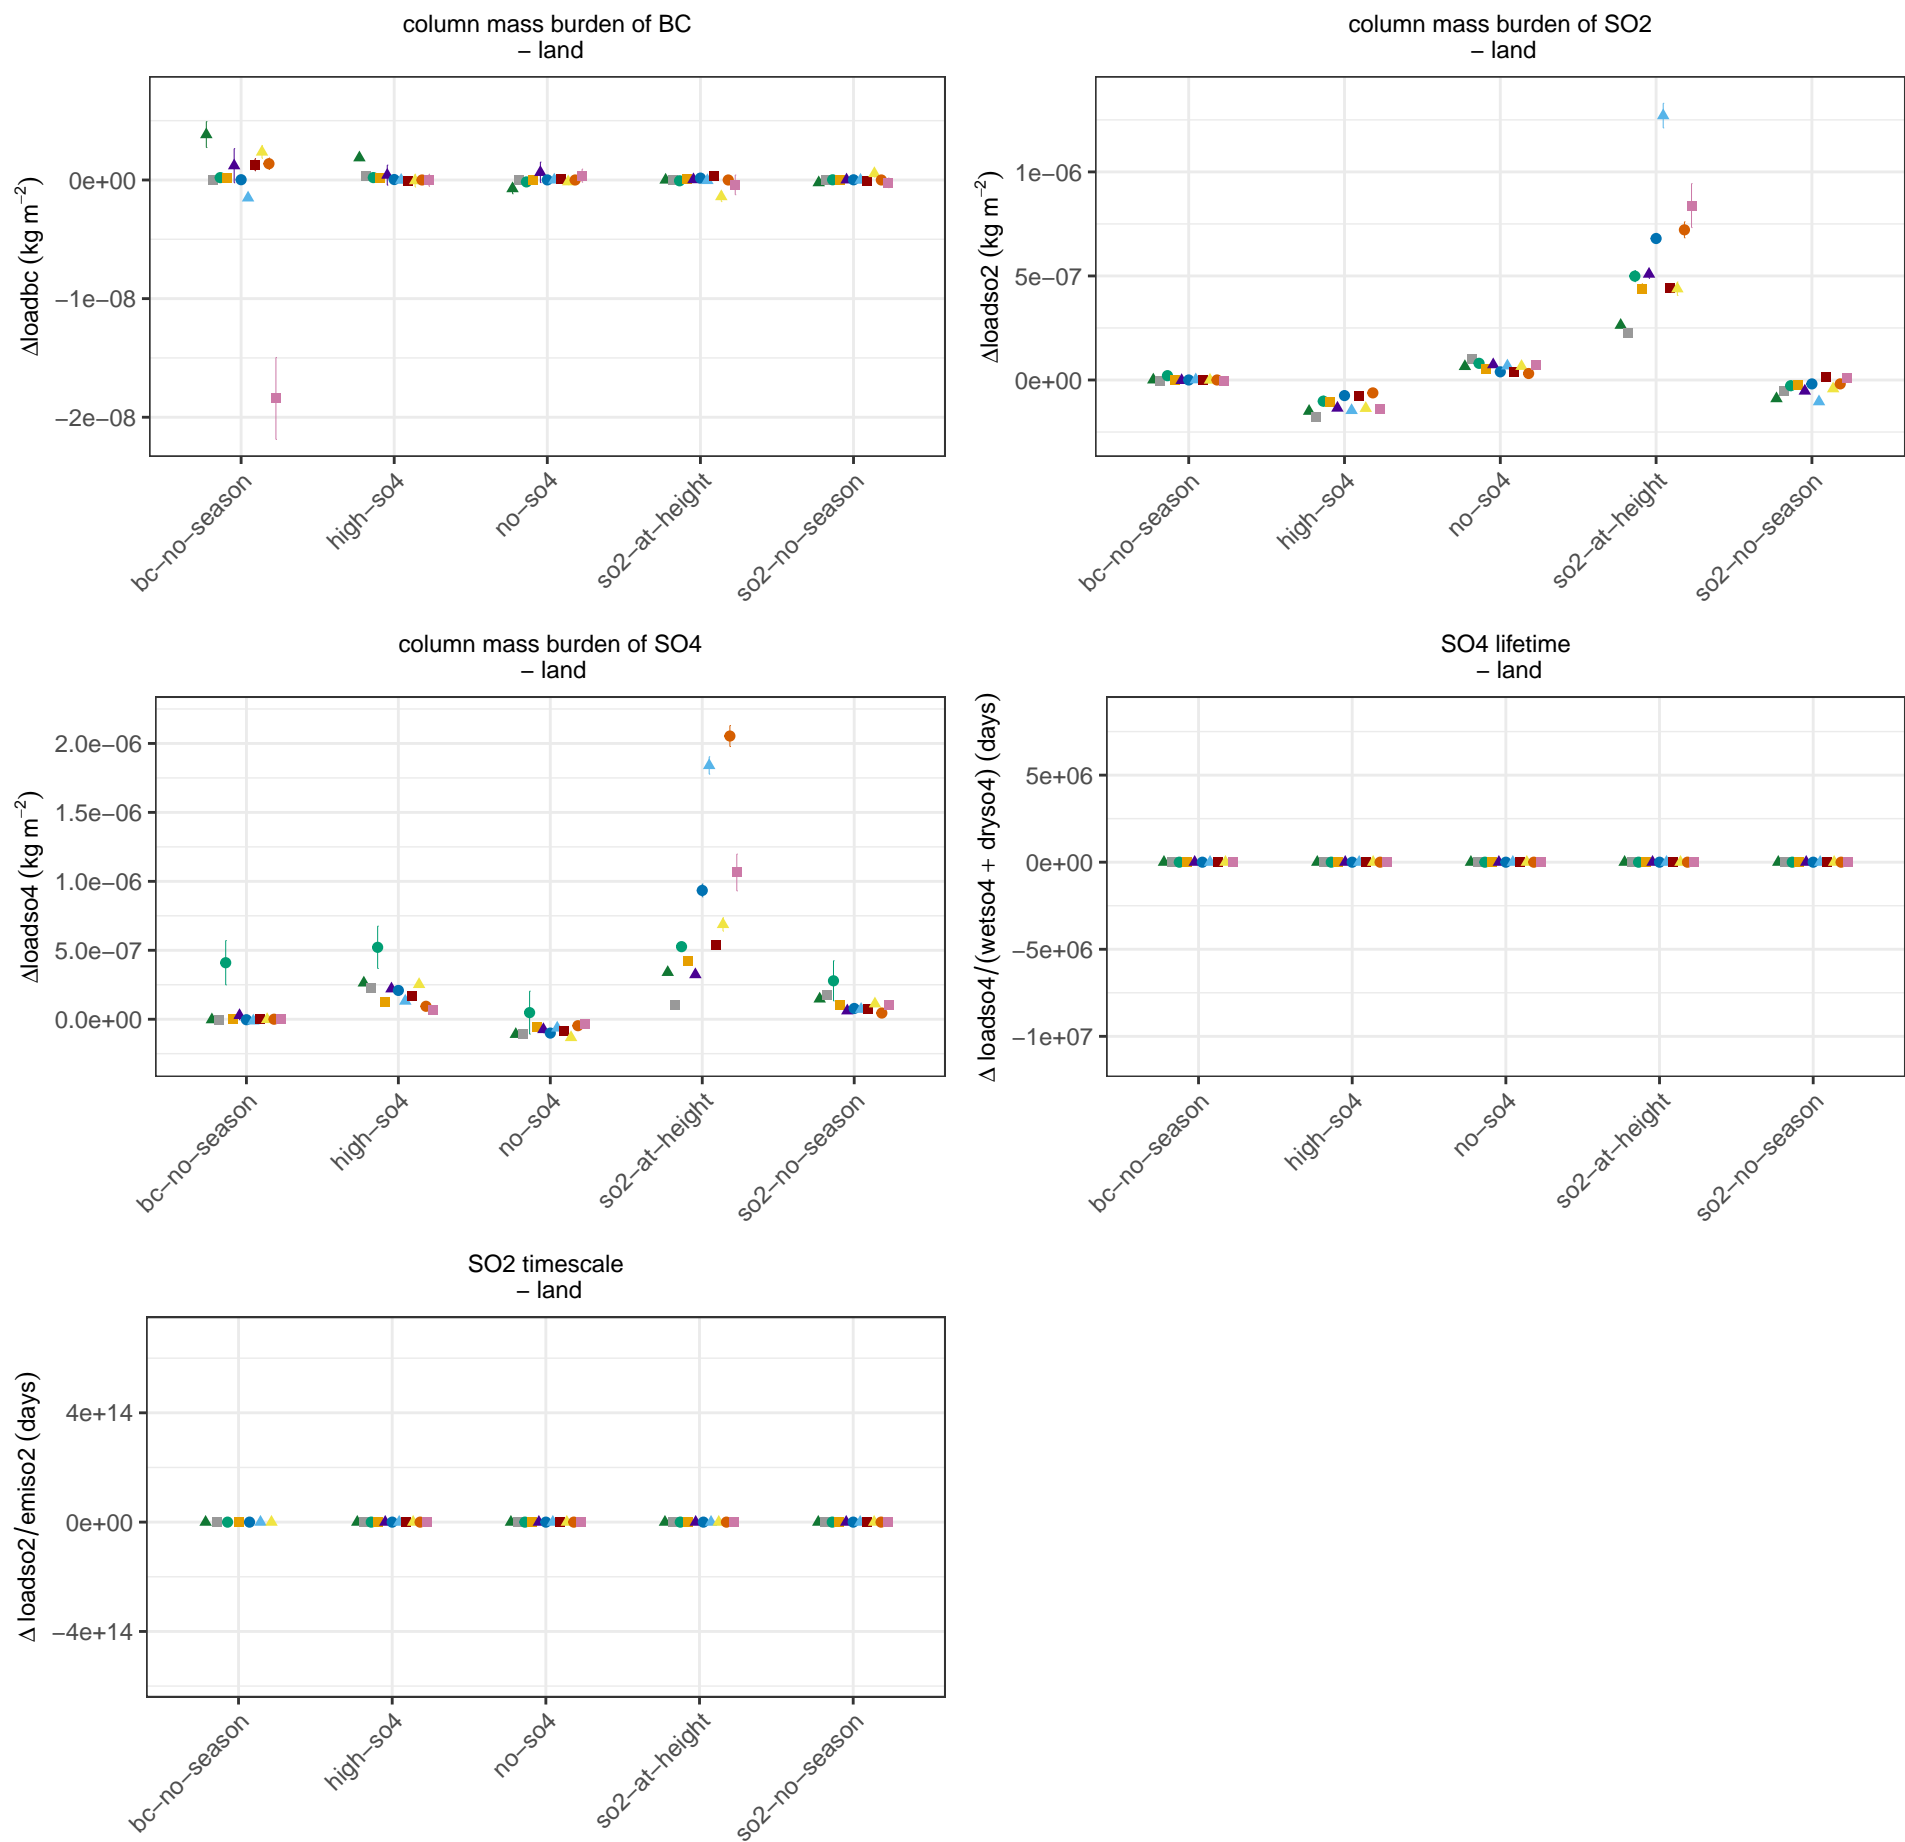 column mass burden of BC
– land
Δloadbc (kg m−2)
0e+00
−1e−08
−2e−08
bc−no−season
high−so4
no−so4
so2−at−height
so2−no−season
column mass burden of SO2
– land
Δloadso2 (kg m−2)
1e−06
5e−07
0e+00
bc−no−season
high−so4
no−so4
so2−at−height
so2−no−season
column mass burden of SO4
– land
Δloadso4 (kg m−2)
2.0e−06
1.5e−06
1.0e−06
5.0e−07
0.0e+00
bc−no−season
high−so4
no−so4
so2−at−height
so2−no−season
SO4 lifetime
– land
Δ loadso4/(wetso4 + dryso4) (days)
5e+06
0e+00
−5e+06
−1e+07
bc−no−season
high−so4
no−so4
so2−at−height
so2−no−season
SO2 timescale
– land
Δ loadso2/emiso2 (days)
4e+14
0e+00
−4e+14
bc−no−season
high−so4
no−so4
so2−at−height
so2−no−season